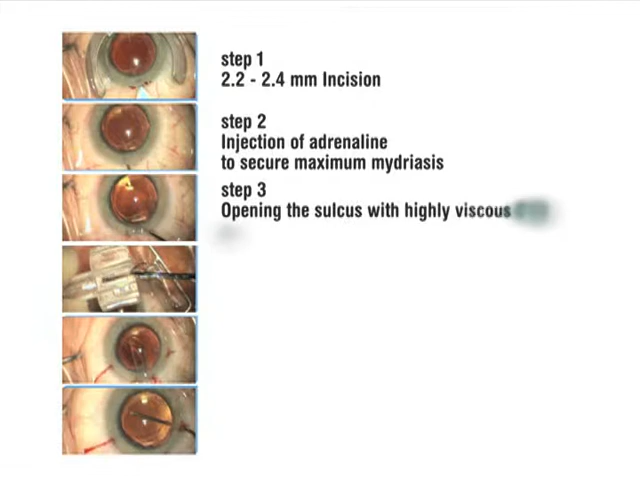 step 1
2.2 - 2.4 mm Incision
step 2
Injection of adrenaline
to secure maximum mydriasis
step 3
Opening the sulcus with highly viscous